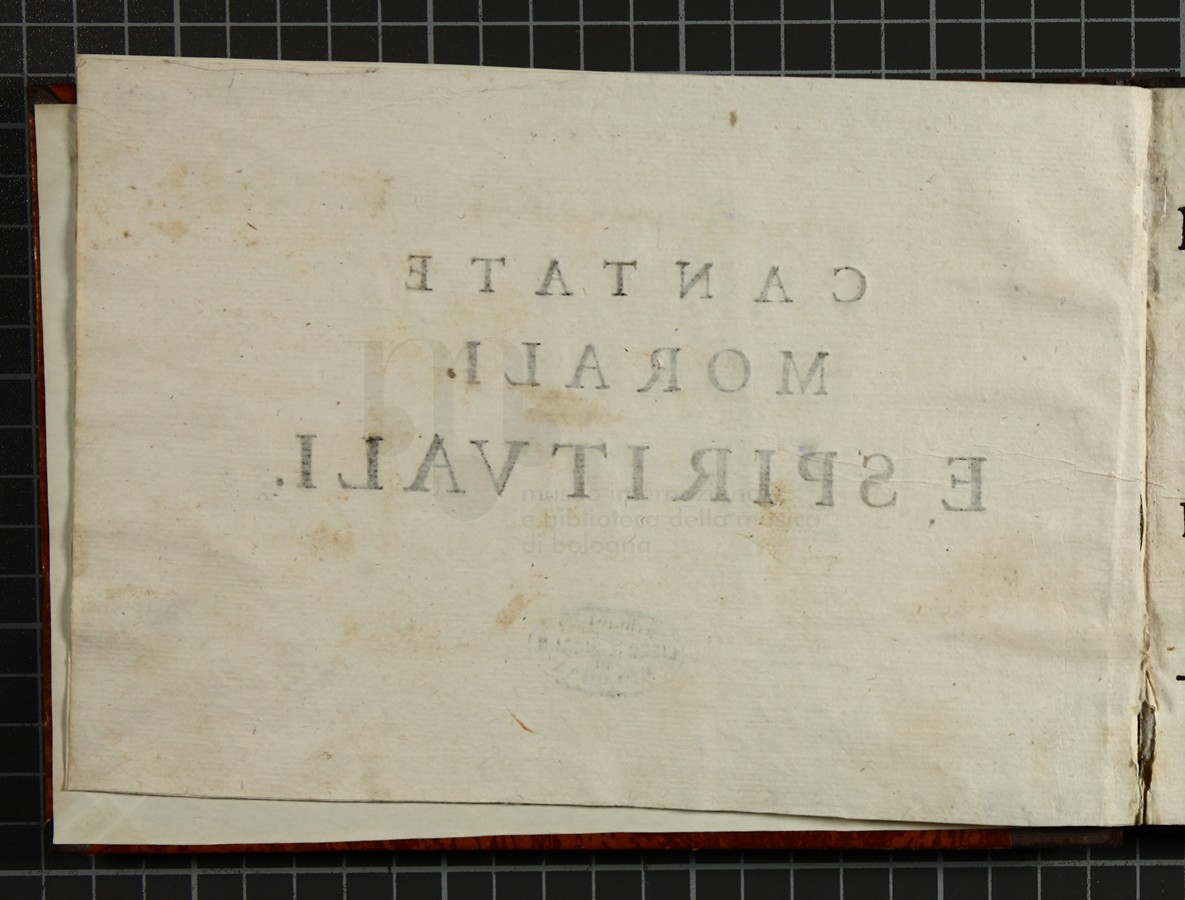 CANTATE
MORALI.
E SPIRITVALI.
museo internazionale
e biblioteca della musica
di bologna